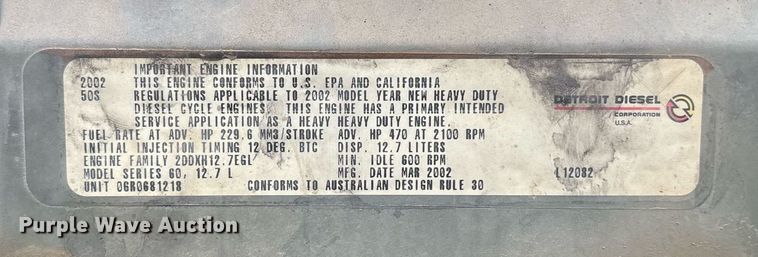 IMPORTANT ENGINE INFORMATION
2002 THIS ENGINE CONFORMS TO U.S. EPA AND CALIFORNIA
50S REGULATIONS APPLICABLE TO 2002 MODEL YEAR NEW HEAVY DUTY
DIESEL CYCLE ENGINES. THIS ENGINE HAS A PRIMARY INTENDED
SERVICE APPLICATION AS A HEAVY HEAVY DUTY ENGINE.
FUEL RATE AT ADV. HP 229.6 MM3/STROKE ADV. HP 470 AT 2100 RPM
INITIAL INJECTION TIMING 12 DEG. BTC DISP. 12.7 LITERS
ENGINE FAMILY 2DDXH12.7EGL MIN. IDLE 600 RPM
MODEL SERIES 60, 12.7 L MFG. DATE MAR 2002
UNIT 06R0681218 CONFORMS TO AUSTRALIAN DESIGN RULE 30
DETROIT DIESEL
CORPORATION
U.S.A.
L12082
Purple Wave Auction